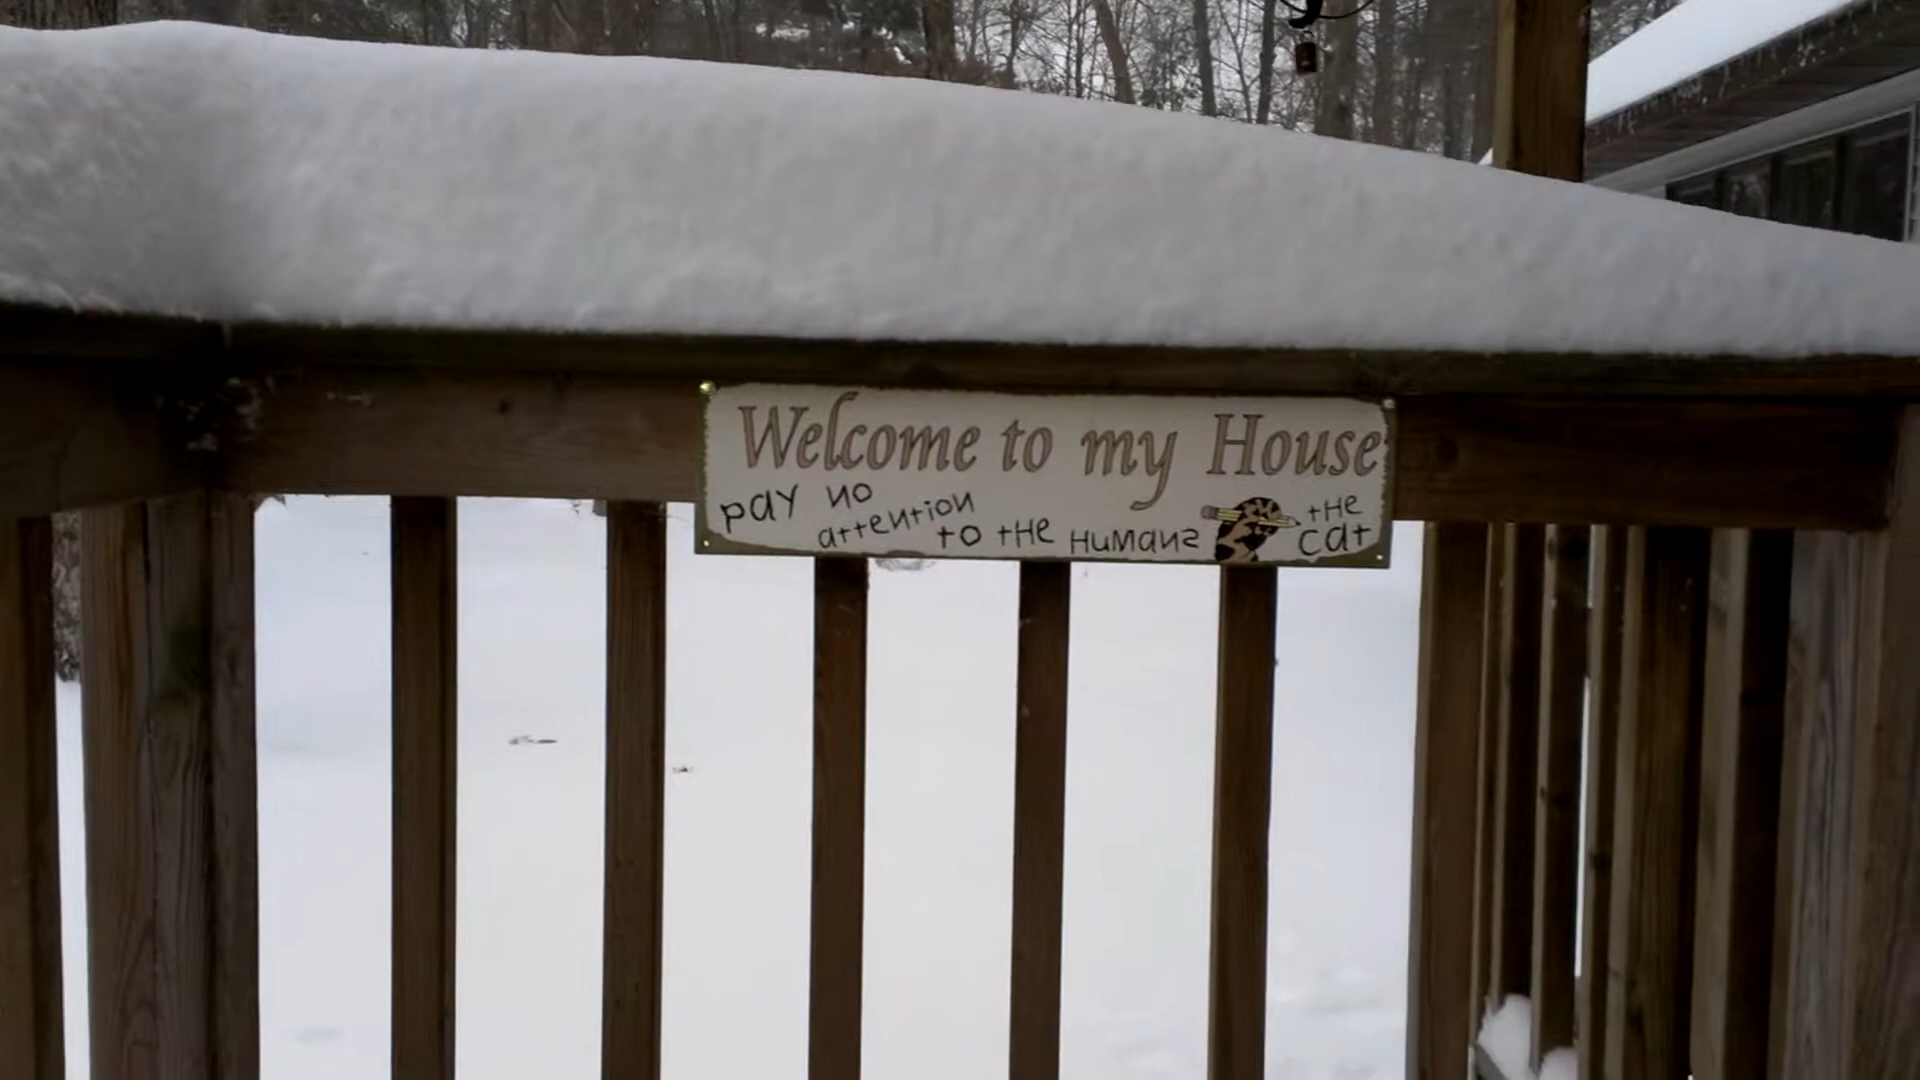 Welcome to my House
pay no
attention
to the Humans
the
cat